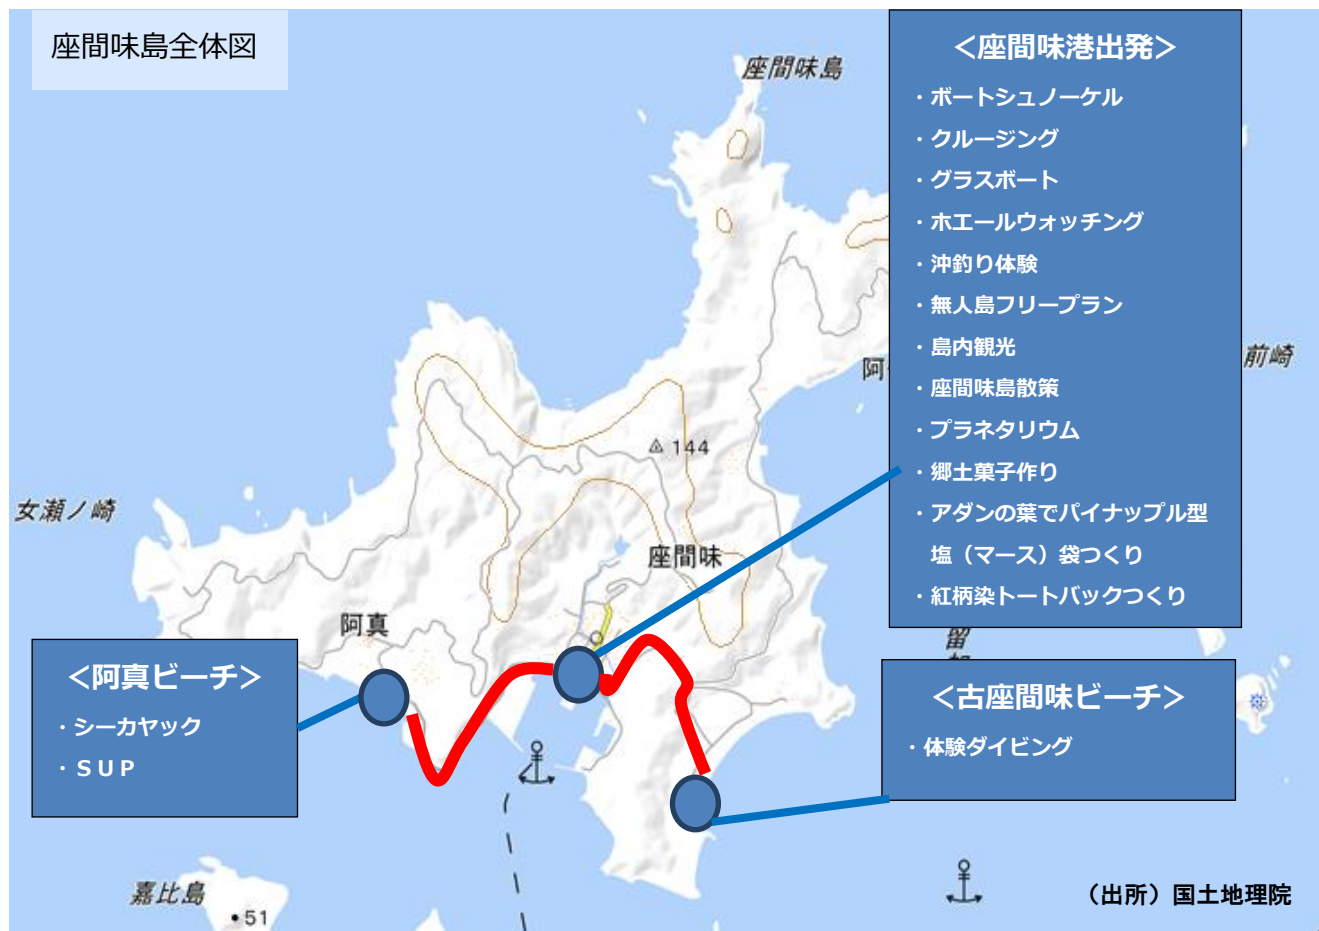 座間味島全体図
座間味島
＜座間味港出発＞
・ボートシュノーケル
・クルージング
・グラスボート
・ホエールウォッチング
・沖釣り体験
・無人島フリープラン
・島内観光
・座間味島散策
・プラネタリウム
・郷土菓子作り
・アダンの葉でパイナップル型
塩（マース）袋つくり
・紅柄染トートバックつくり
前崎
阿
144
女瀬ノ崎
座間味
阿真
留
＜阿真ビーチ＞
・シーカヤック
・ＳＵＰ
＜古座間味ビーチ＞
・体験ダイビング
嘉比島
51
（出所）国土地理院